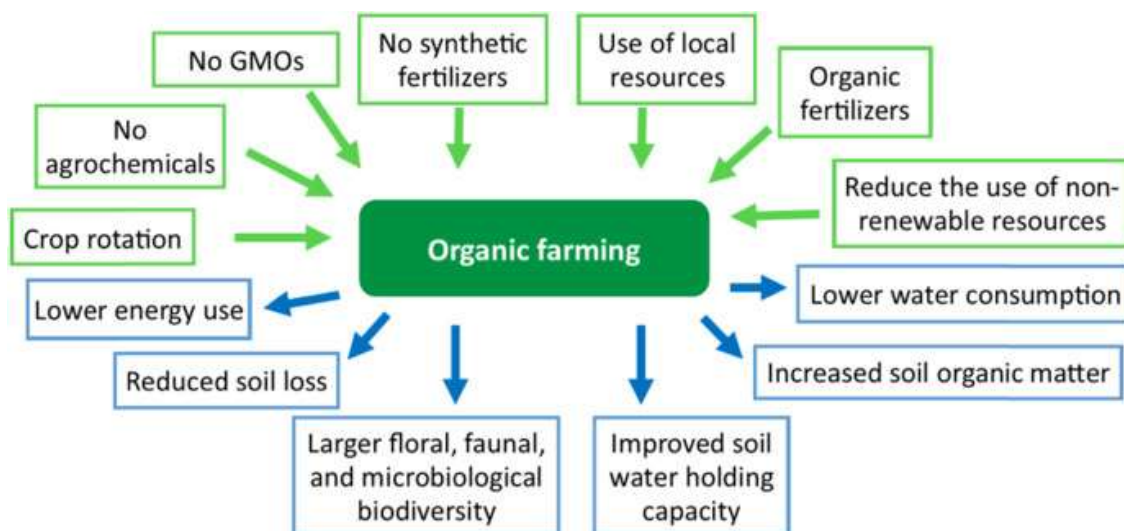 No GMOs
No synthetic
fertilizers
Use of local
resources
Organic
fertilizers
No
agrochemicals
Reduce the use of non-
renewable resources
Crop rotation
Organic farming
Lower energy use
Lower water consumption
Reduced soil loss
Increased soil organic matter
Larger floral, faunal,
and microbiological
biodiversity
Improved soil
water holding
capacity